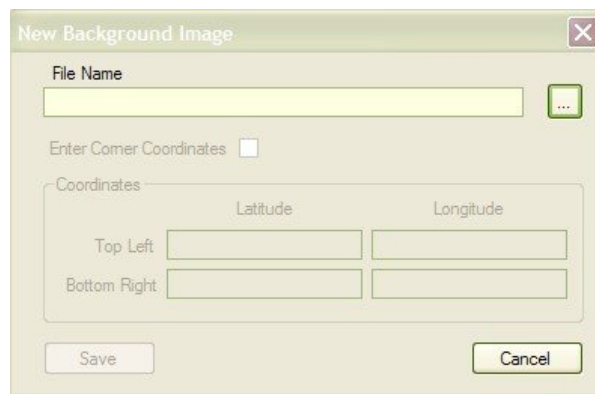 New Background Image
File Name
...
Enter Corner Coordinates
Coordinates
Latitude Longitude
Top Left
Bottom Right
Save Cancel